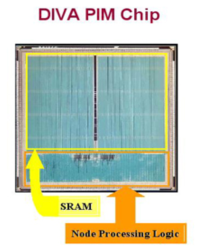 DIVA PIM Chip
SRAM
Node Processing Logic